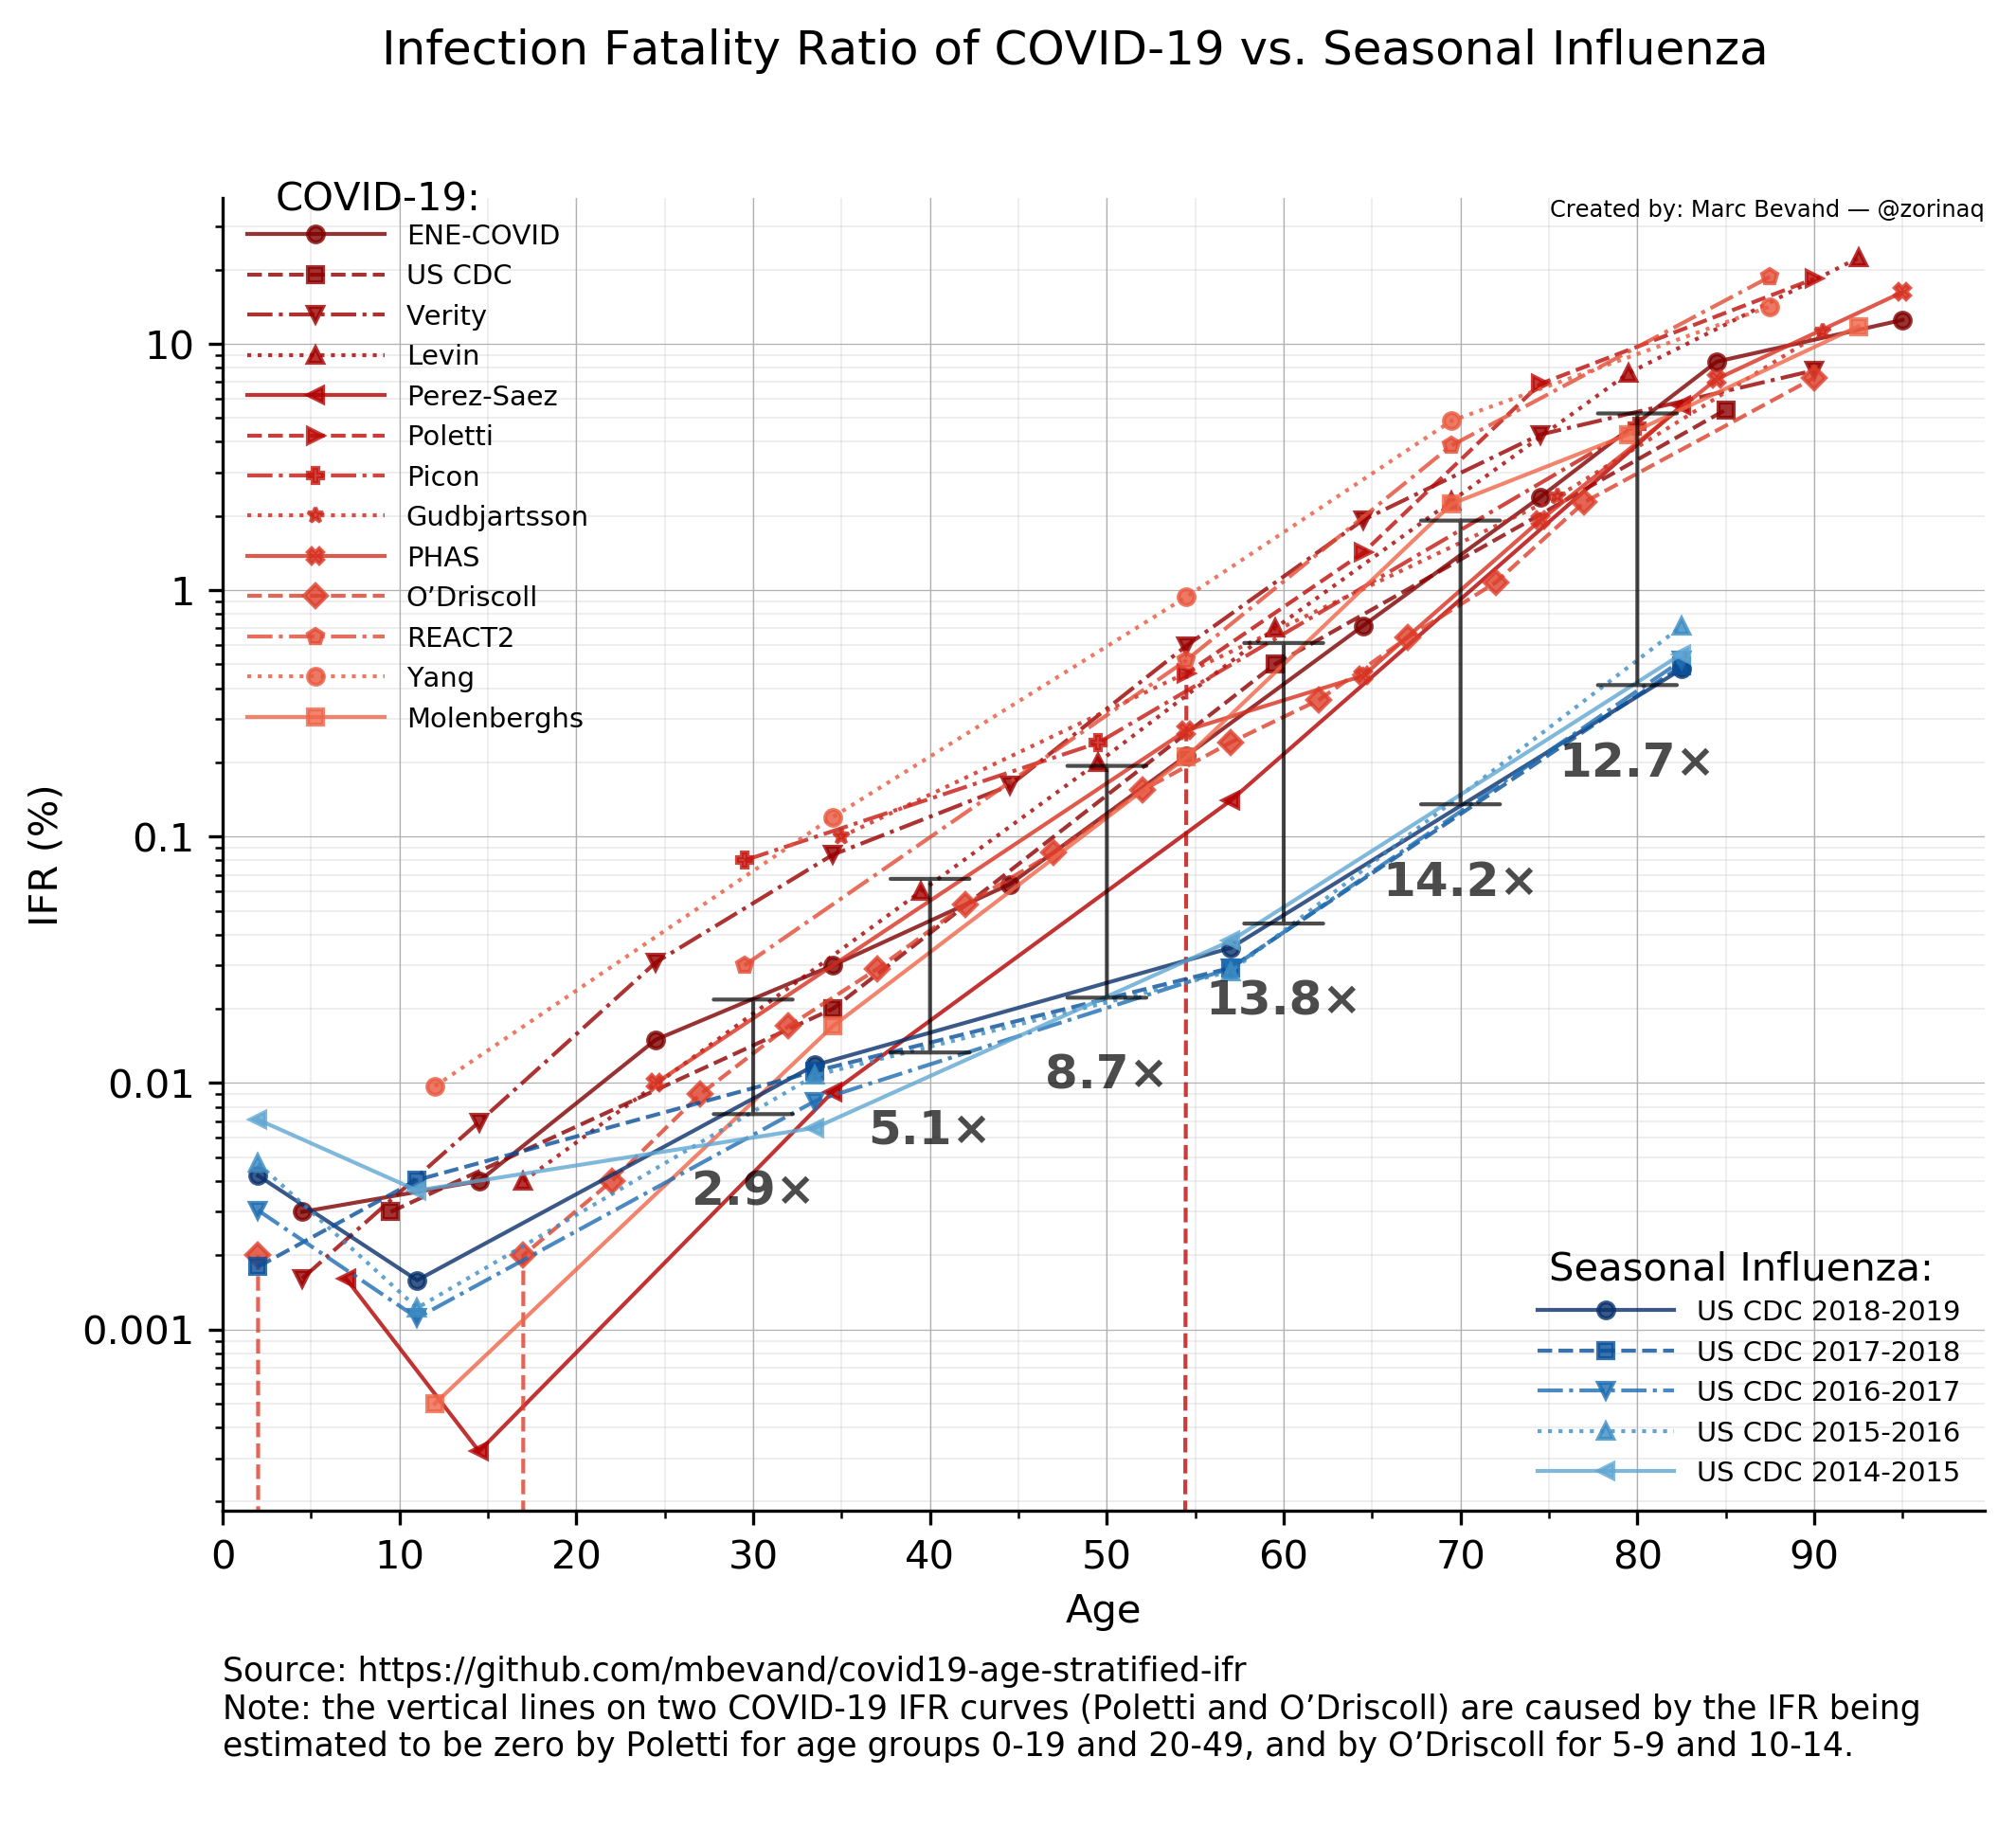 Infection Fatality Ratio of COVID-19 vs. Seasonal Influenza
Created by: Marc Bevand — @zorinaq
COVID-19:
ENE-COVID
US CDC
Verity
Levin
Perez-Saez
Poletti
Picon
Gudbjartsson
PHAS
O’Driscoll
REACT2
Yang
Molenberghs
IFR (%)
10
1
0.1
0.01
0.001
2.9×
5.1×
8.7×
13.8×
14.2×
12.7×
Seasonal Influenza:
US CDC 2018-2019
US CDC 2017-2018
US CDC 2016-2017
US CDC 2015-2016
US CDC 2014-2015
0 10 20 30 40 50 60 70 80 90
Age
Source: https://github.com/mbevand/covid19-age-stratified-ifr
Note: the vertical lines on two COVID-19 IFR curves (Poletti and O’Driscoll) are caused by the IFR being
estimated to be zero by Poletti for age groups 0-19 and 20-49, and by O’Driscoll for 5-9 and 10-14.